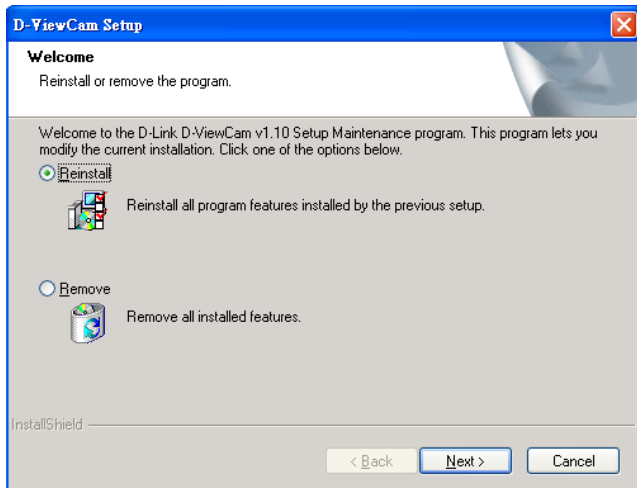 D-ViewCam Setup
Welcome
Reinstall or remove the program.
Welcome to the D-Link D-ViewCam v1.10 Setup Maintenance program. This program lets you
modify the current installation. Click one of the options below.
Reinstall
Reinstall all program features installed by the previous setup.
Remove
Remove all installed features.
InstallShield
< Back Next > Cancel